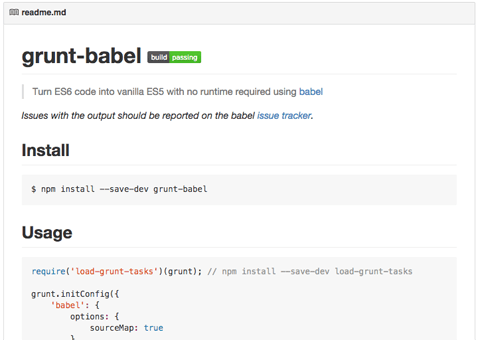 readme.md
grunt-babel build passing
Turn ES6 code into vanilla ES5 with no runtime required using babel
Issues with the output should be reported on the babel issue tracker.
Install
$ npm install --save-dev grunt-babel
Usage
require('load-grunt-tasks')(grunt); // npm install --save-dev load-grunt-tasks
grunt.initConfig({
'babel': {
options: {
sourceMap: true
}